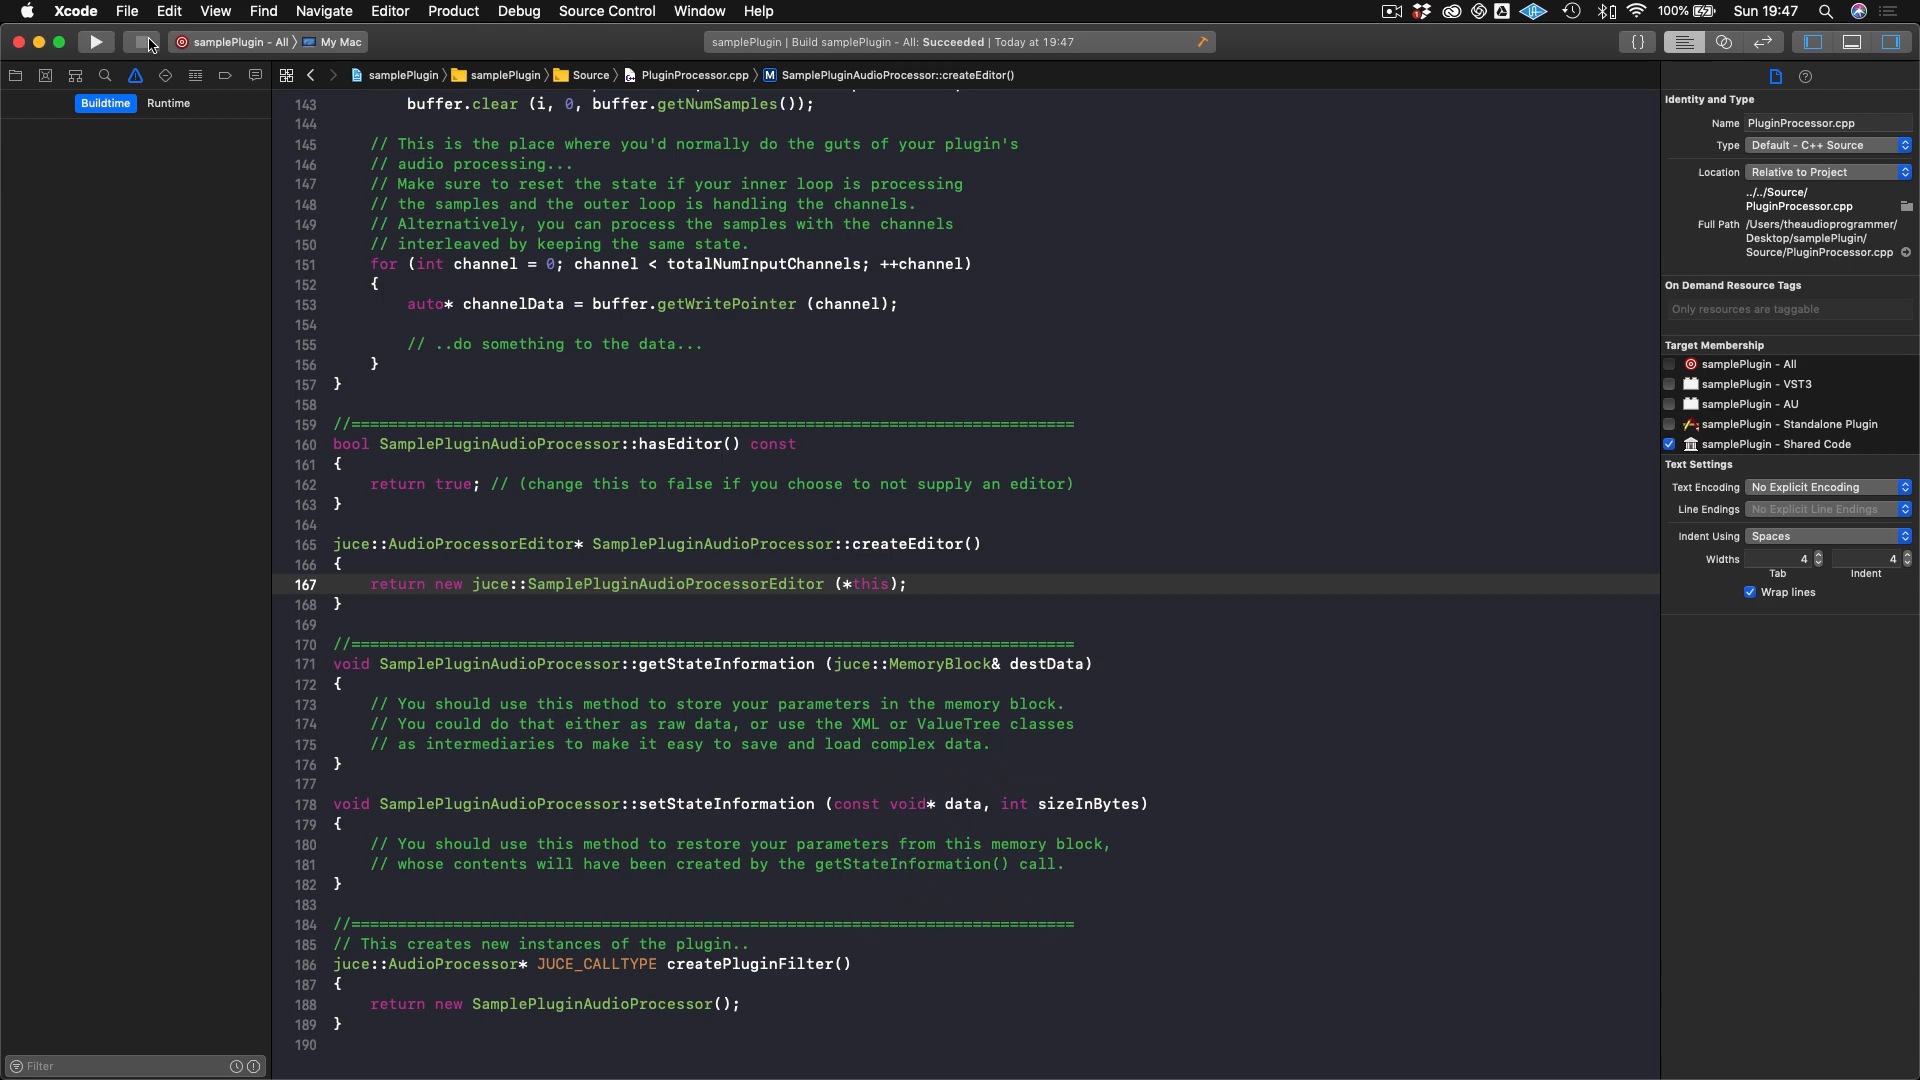 Xcode File Edit View Find Navigate Editor Product Debug Source Control Window Help 100% Sun 19:47
samplePlugin - All My Mac samplePlugin | Build samplePlugin - All: Succeeded | Today at 19:47
samplePlugin samplePlugin Source PluginProcessor.cpp M SamplePluginAudioProcessor::createEditor()
Buildtime Runtime
143 buffer.clear (i, 0, buffer.getNumSamples());
144
145 // This is the place where you'd normally do the guts of your plugin's
146 // audio processing...
147 // Make sure to reset the state if your inner loop is processing
148 // the samples and the outer loop is handling the channels.
149 // Alternatively, you can process the samples with the channels
150 // interleaved by keeping the same state.
151 for (int channel = 0; channel < totalNumInputChannels; ++channel)
152 {
153 auto* channelData = buffer.getWritePointer (channel);
154
155 // ..do something to the data...
156 }
157 }
158
159 //==============================================================================
160 bool SamplePluginAudioProcessor::hasEditor() const
161 {
162 return true; // (change this to false if you choose to not supply an editor)
163 }
164
165 juce::AudioProcessorEditor* SamplePluginAudioProcessor::createEditor()
166 {
167 return new juce::SamplePluginAudioProcessorEditor (*this);
168 }
169
170 //==============================================================================
171 void SamplePluginAudioProcessor::getStateInformation (juce::MemoryBlock& destData)
172 {
173 // You should use this method to store your parameters in the memory block.
174 // You could do that either as raw data, or use the XML or ValueTree classes
175 // as intermediaries to make it easy to save and load complex data.
176 }
177
178 void SamplePluginAudioProcessor::setStateInformation (const void* data, int sizeInBytes)
179 {
180 // You should use this method to restore your parameters from this memory block,
181 // whose contents will have been created by the getStateInformation() call.
182 }
183
184 //==============================================================================
185 // This creates new instances of the plugin..
186 juce::AudioProcessor* JUCE_CALLTYPE createPluginFilter()
187 {
188 return new SamplePluginAudioProcessor();
189 }
190
Filter
Identity and Type
Name PluginProcessor.cpp
Type Default - C++ Source
Location Relative to Project
../../Source/
PluginProcessor.cpp
Full Path /Users/theaudioprogrammer/
Desktop/samplePlugin/
Source/PluginProcessor.cpp
On Demand Resource Tags
Only resources are taggable
Target Membership
samplePlugin - All
samplePlugin - VST3
samplePlugin - AU
samplePlugin - Standalone Plugin
samplePlugin - Shared Code
Text Settings
Text Encoding No Explicit Encoding
Line Endings No Explicit Line Endings
Indent Using Spaces
Widths 4 4
Tab Indent
Wrap lines